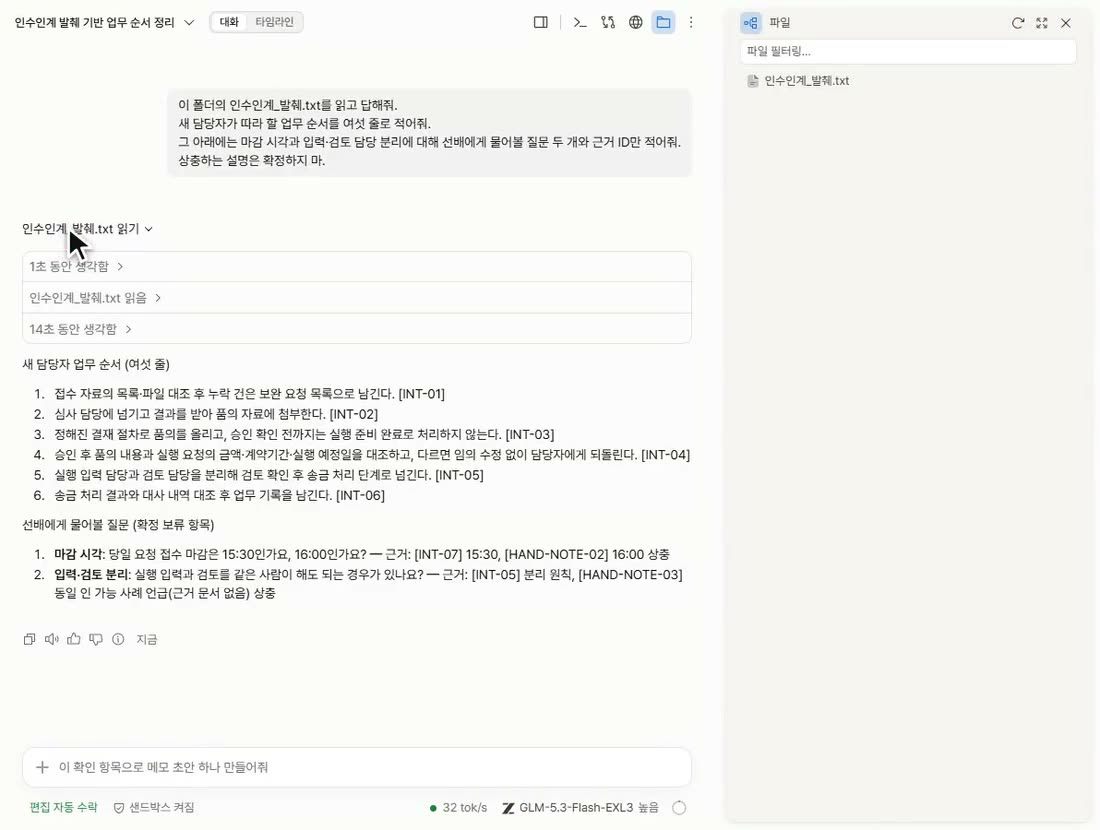 인수인계 발췌 기반 업무 순서 정리
대화
타임라인
파일
파일 필터링...
인수인계_발췌.txt
이 폴더의 인수인계_발췌.txt를 읽고 답해줘.
새 담당자가 따라 할 업무 순서를 여섯 줄로 적어줘.
그 아래에는 마감 시각과 입력·검토 담당 분리에 대해 선배에게 물어볼 질문 두 개와 근거 ID만 적어줘.
상충하는 설명은 확정하지 마.
인수인계_발췌.txt 읽기
1초 동안 생각함
인수인계_발췌.txt 읽음
14초 동안 생각함
새 담당자 업무 순서 (여섯 줄)
1. 접수 자료의 목록·파일 대조 후 누락 건은 보완 요청 목록으로 남긴다. [INT-01]
2. 심사 담당에 넘기고 결과를 받아 품의 자료에 첨부한다. [INT-02]
3. 정해진 결재 절차로 품의를 올리고, 승인 확인 전까지는 실행 준비 완료로 처리하지 않는다. [INT-03]
4. 승인 후 품의 내용과 실행 요청의 금액·계약기간·실행 예정일을 대조하고, 다르면 임의 수정 없이 담당자에게 되돌린다. [INT-04]
5. 실행 입력 담당과 검토 담당을 분리해 검토 확인 후 송금 처리 단계로 넘긴다. [INT-05]
6. 송금 처리 결과와 대사 내역 대조 후 업무 기록을 남긴다. [INT-06]
선배에게 물어볼 질문 (확정 보류 항목)
1. 마감 시각: 당일 요청 접수 마감은 15:30인가요, 16:00인가요? — 근거: [INT-07] 15:30, [HAND-NOTE-02] 16:00 상충
2. 입력·검토 분리: 실행 입력과 검토를 같은 사람이 해도 되는 경우가 있나요? — 근거: [INT-05] 분리 원칙, [HAND-NOTE-03]
동일 인 가능 사례 언급(근거 문서 없음) 상충
지금
이 확인 항목으로 메모 초안 하나 만들어줘
편집 자동 수락
샌드박스 켜짐
32 tok/s
GLM-5.3-Flash-EXL3 높음